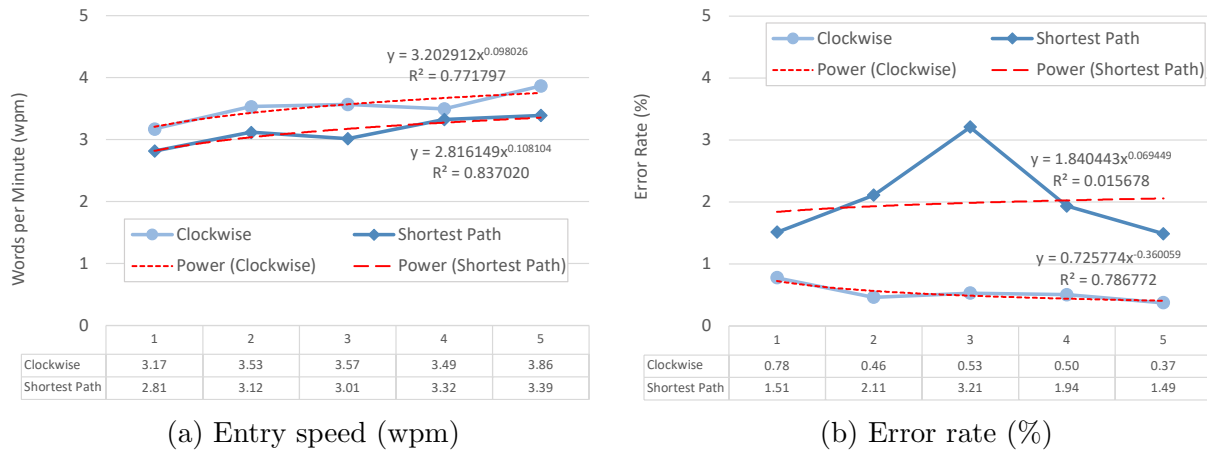 5
4
3
2
1
0
Words per Minute (wpm)
y = 3.202912x^0.098026
R² = 0.771797
y = 2.816149x^0.108104
R² = 0.837020
Clockwise Shortest Path
Power (Clockwise) Power (Shortest Path)
1 2 3 4 5
Clockwise 3.17 3.53 3.57 3.49 3.86
Shortest Path 2.81 3.12 3.01 3.32 3.39
(a) Entry speed (wpm)
5
4
3
2
1
0
Error Rate (%)
Clockwise Shortest Path
Power (Clockwise) Power (Shortest Path)
y = 1.840443x^0.069449
R² = 0.015678
y = 0.725774x^-0.360059
R² = 0.786772
1 2 3 4 5
Clockwise 0.78 0.46 0.53 0.50 0.37
Shortest Path 1.51 2.11 3.21 1.94 1.49
(b) Error rate (%)